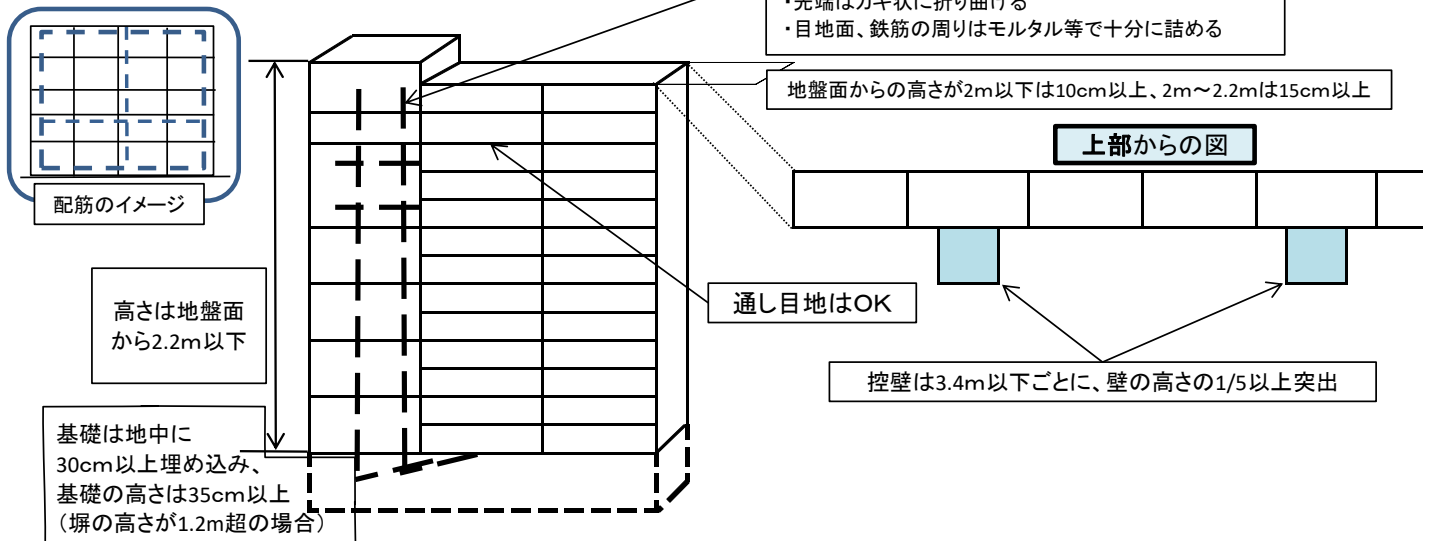 ・先端はカギ状に折り曲げる
・目地面、鉄筋の周りはモルタル等で十分に詰める
地盤面からの高さが2m以下は10cm以上、2m～2.2mは15cm以上
上部からの図
配筋のイメージ
高さは地盤面
から2.2m以下
通し目地はOK
控壁は3.4m以下ごとに、壁の高さの1/5以上突出
基礎は地中に
30cm以上埋め込み、
基礎の高さは35cm以上
（塀の高さが1.2m超の場合）